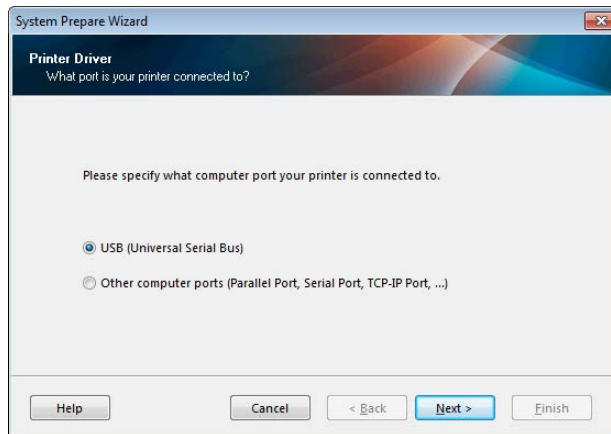 System Prepare Wizard
Printer Driver
What port is your printer connected to?
Please specify what computer port your printer is connected to.
USB (Universal Serial Bus)
Other computer ports (Parallel Port, Serial Port, TCP-IP Port, ...)
Help Cancel < Back Next > Finish